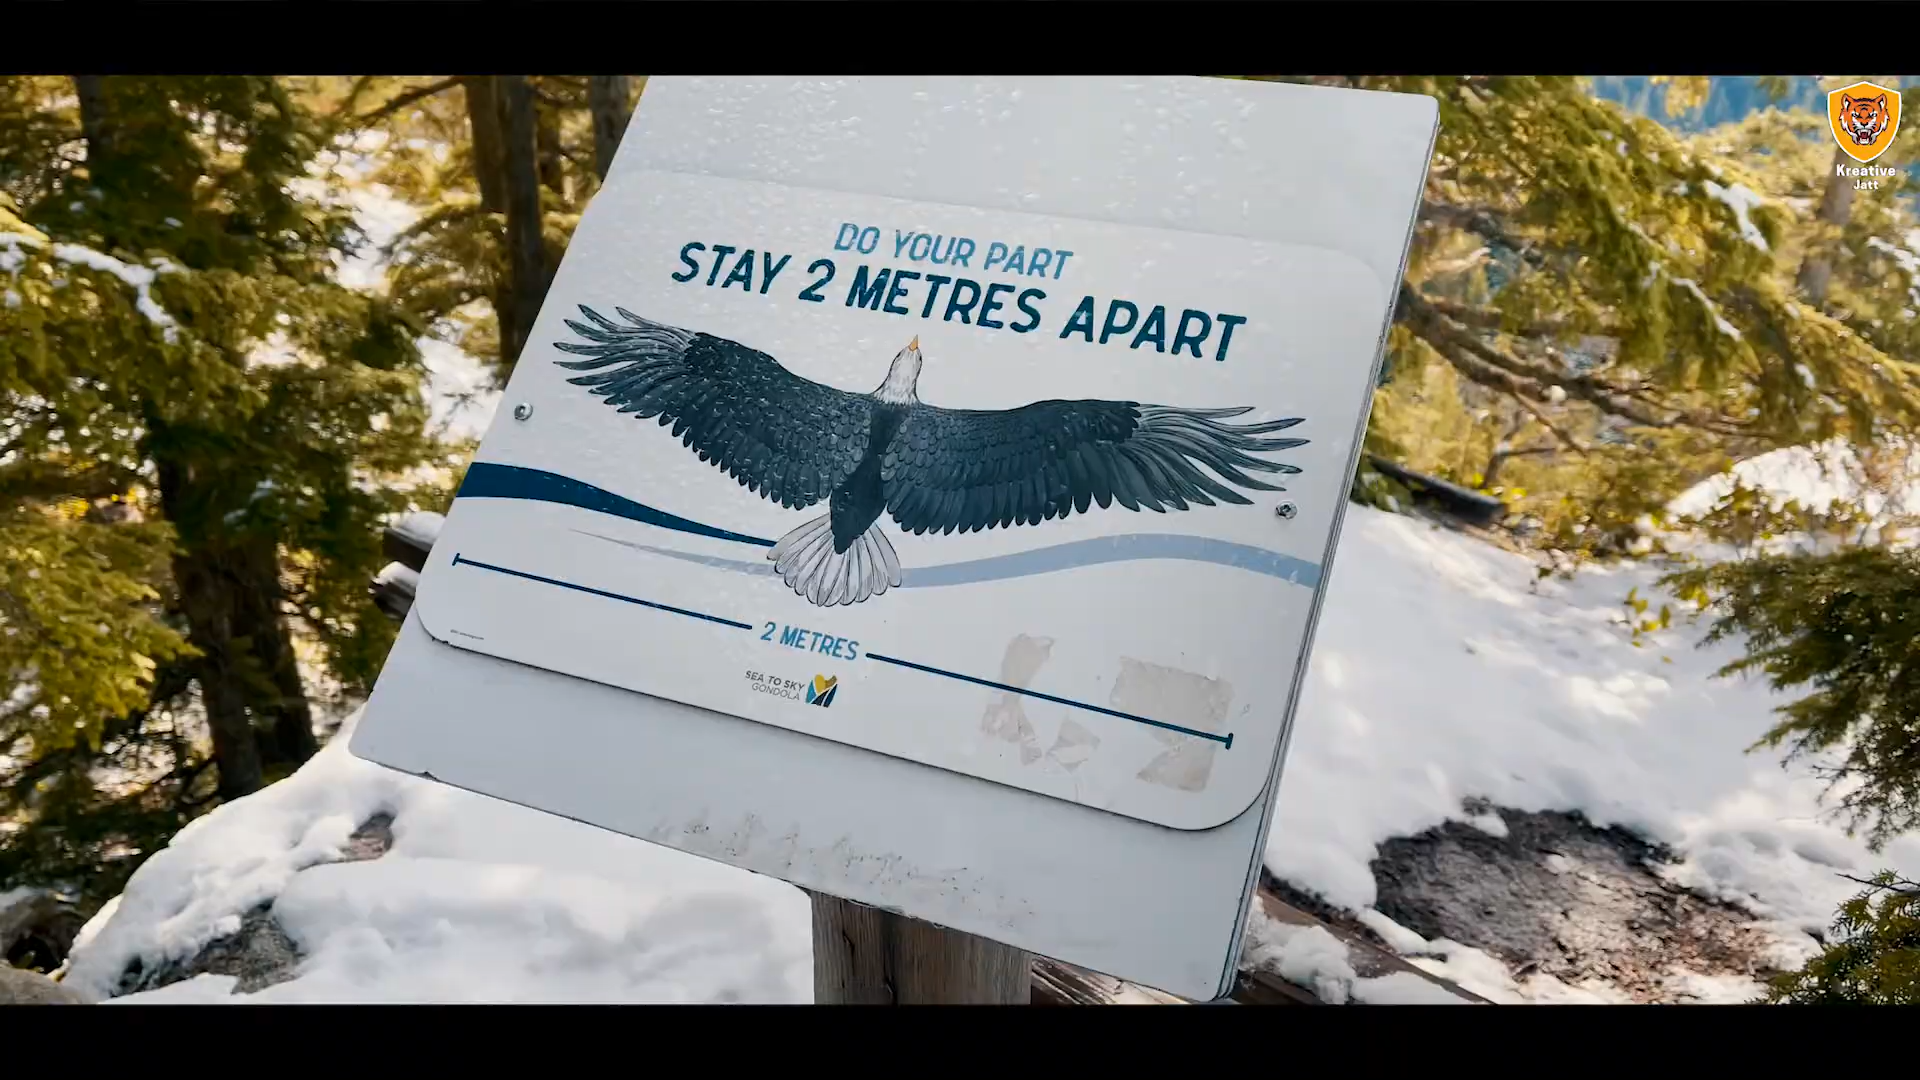 DO YOUR PART
STAY 2 METRES APART
2 METRES
SEA TO SKY
GONDOLA
Kreative
Jatt